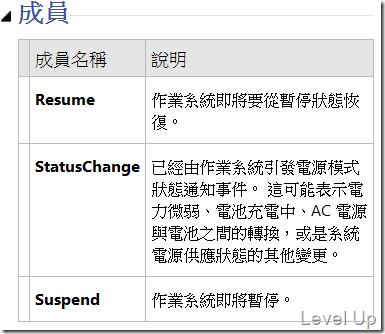 成員
成員名稱 說明
Resume 作業系統即將要從暫停狀態恢
復。
StatusChange 已經由作業系統引發電源模式
狀態通知事件。 這可能表示電
力微弱、電池充電中、AC 電源
與電池之間的轉換，或是系統
電源供應狀態的其他變更。
Suspend 作業系統即將暫停。
Level Up